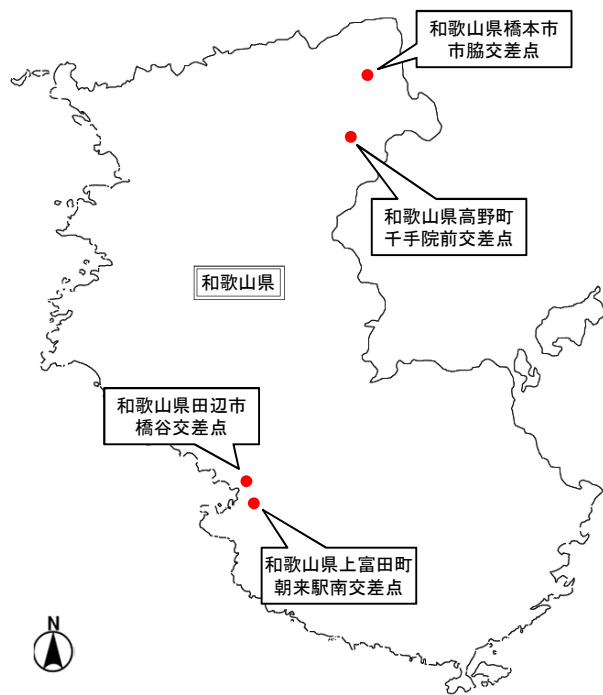 和歌山県橋本市
市脇交差点
和歌山県高野町
千手院前交差点
和歌山県
和歌山県田辺市
橋谷交差点
和歌山県上富田町
朝来駅南交差点
N